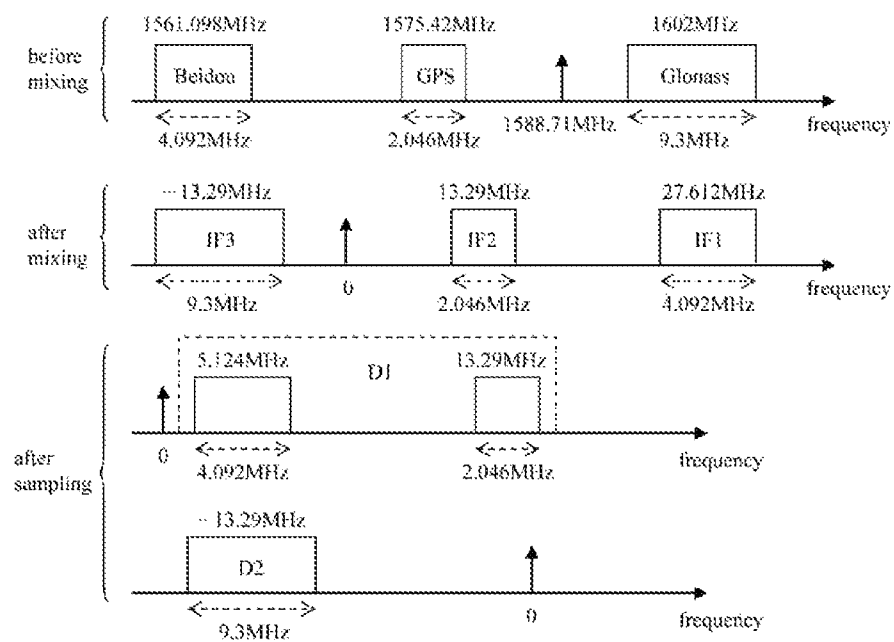 before mixing
1561.098MHz
1575.42MHz
1602MHz
Beidou
GPS
Glonass
4.092MHz
2.046MHz
1588.71MHz
9.3MHz
frequency
after mixing
-13.29MHz
13.29MHz
27.612MHz
IF3
IF2
IF1
9.3MHz
0
2.046MHz
4.092MHz
frequency
after sampling
5.124MHz
D1
13.29MHz
0
4.092MHz
2.046MHz
frequency
-13.29MHz
D2
9.3MHz
0
frequency